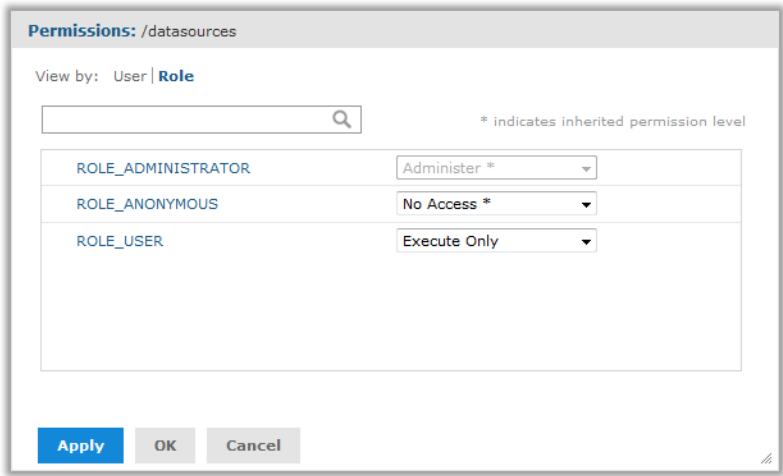 Permissions: /datasources
View by: User | Role
* indicates inherited permission level
ROLE_ADMINISTRATOR Administer *
ROLE_ANONYMOUS No Access *
ROLE_USER Execute Only
Apply OK Cancel